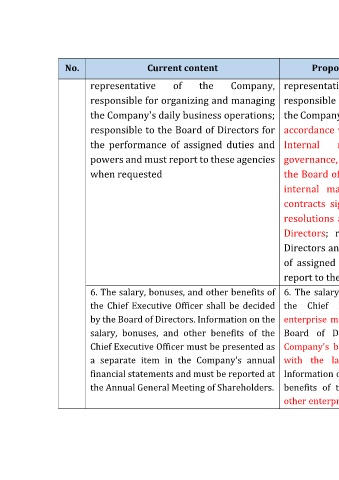 No. Current content Propo
representative of the Company,
responsible for organizing and managing
the Company's daily business operations;
responsible to the Board of Directors for
the performance of assigned duties and
powers and must report to these agencies
when requested
representati
responsible
the Company
accordance
Internal
governance,
the Board of
internal ma
contracts sig
resolutions
Directors; r
Directors an
of assigned
report to the
6. The salary, bonuses, and other benefits of
the Chief Executive Officer shall be decided
by the Board of Directors. Information on the
salary, bonuses, and other benefits of the
Chief Executive Officer must be presented as
a separate item in the Company's annual
financial statements and must be reported at
the Annual General Meeting of Shareholders.
6. The salary
the Chief
enterprise m
Board of D
Company's b
with the la
Information o
benefits of t
other enterpr